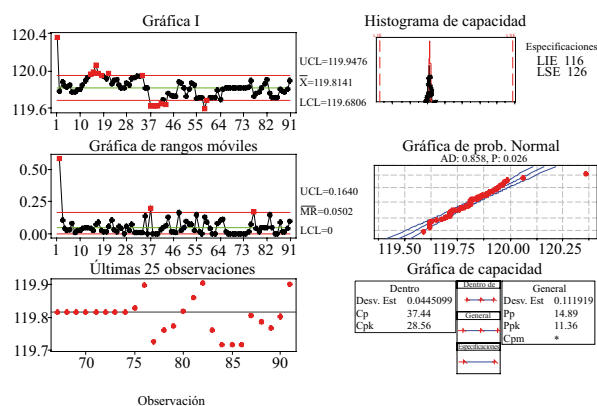 Gráfica I
120.4
120.0
119.6
1 10 19 28 37 46 55 64 73 82 91
UCL=119.9476
X=119.8141
LCL=119.6806
Histograma de capacidad
Especificaciones
LIE 116
LSE 126
Gráfica de rangos móviles
0.50
0.25
0.00
1 10 19 28 37 46 55 64 73 82 91
UCL=0.1640
MR=0.0502
LCL=0
Gráfica de prob. Normal
AD: 0.858, P: 0.026
119.50 119.75 120.00 120.25
Últimas 25 observaciones
119.9
119.8
119.7
70 75 80 85 90
Observación
Gráfica de capacidad
Dentro
Desv. Est 0.0445099
Cp 37.44
Cpk 28.56
Dentro de
General
Especificaciones
General
Desv. Est 0.111919
Pp 14.89
Ppk 11.36
Cpm *